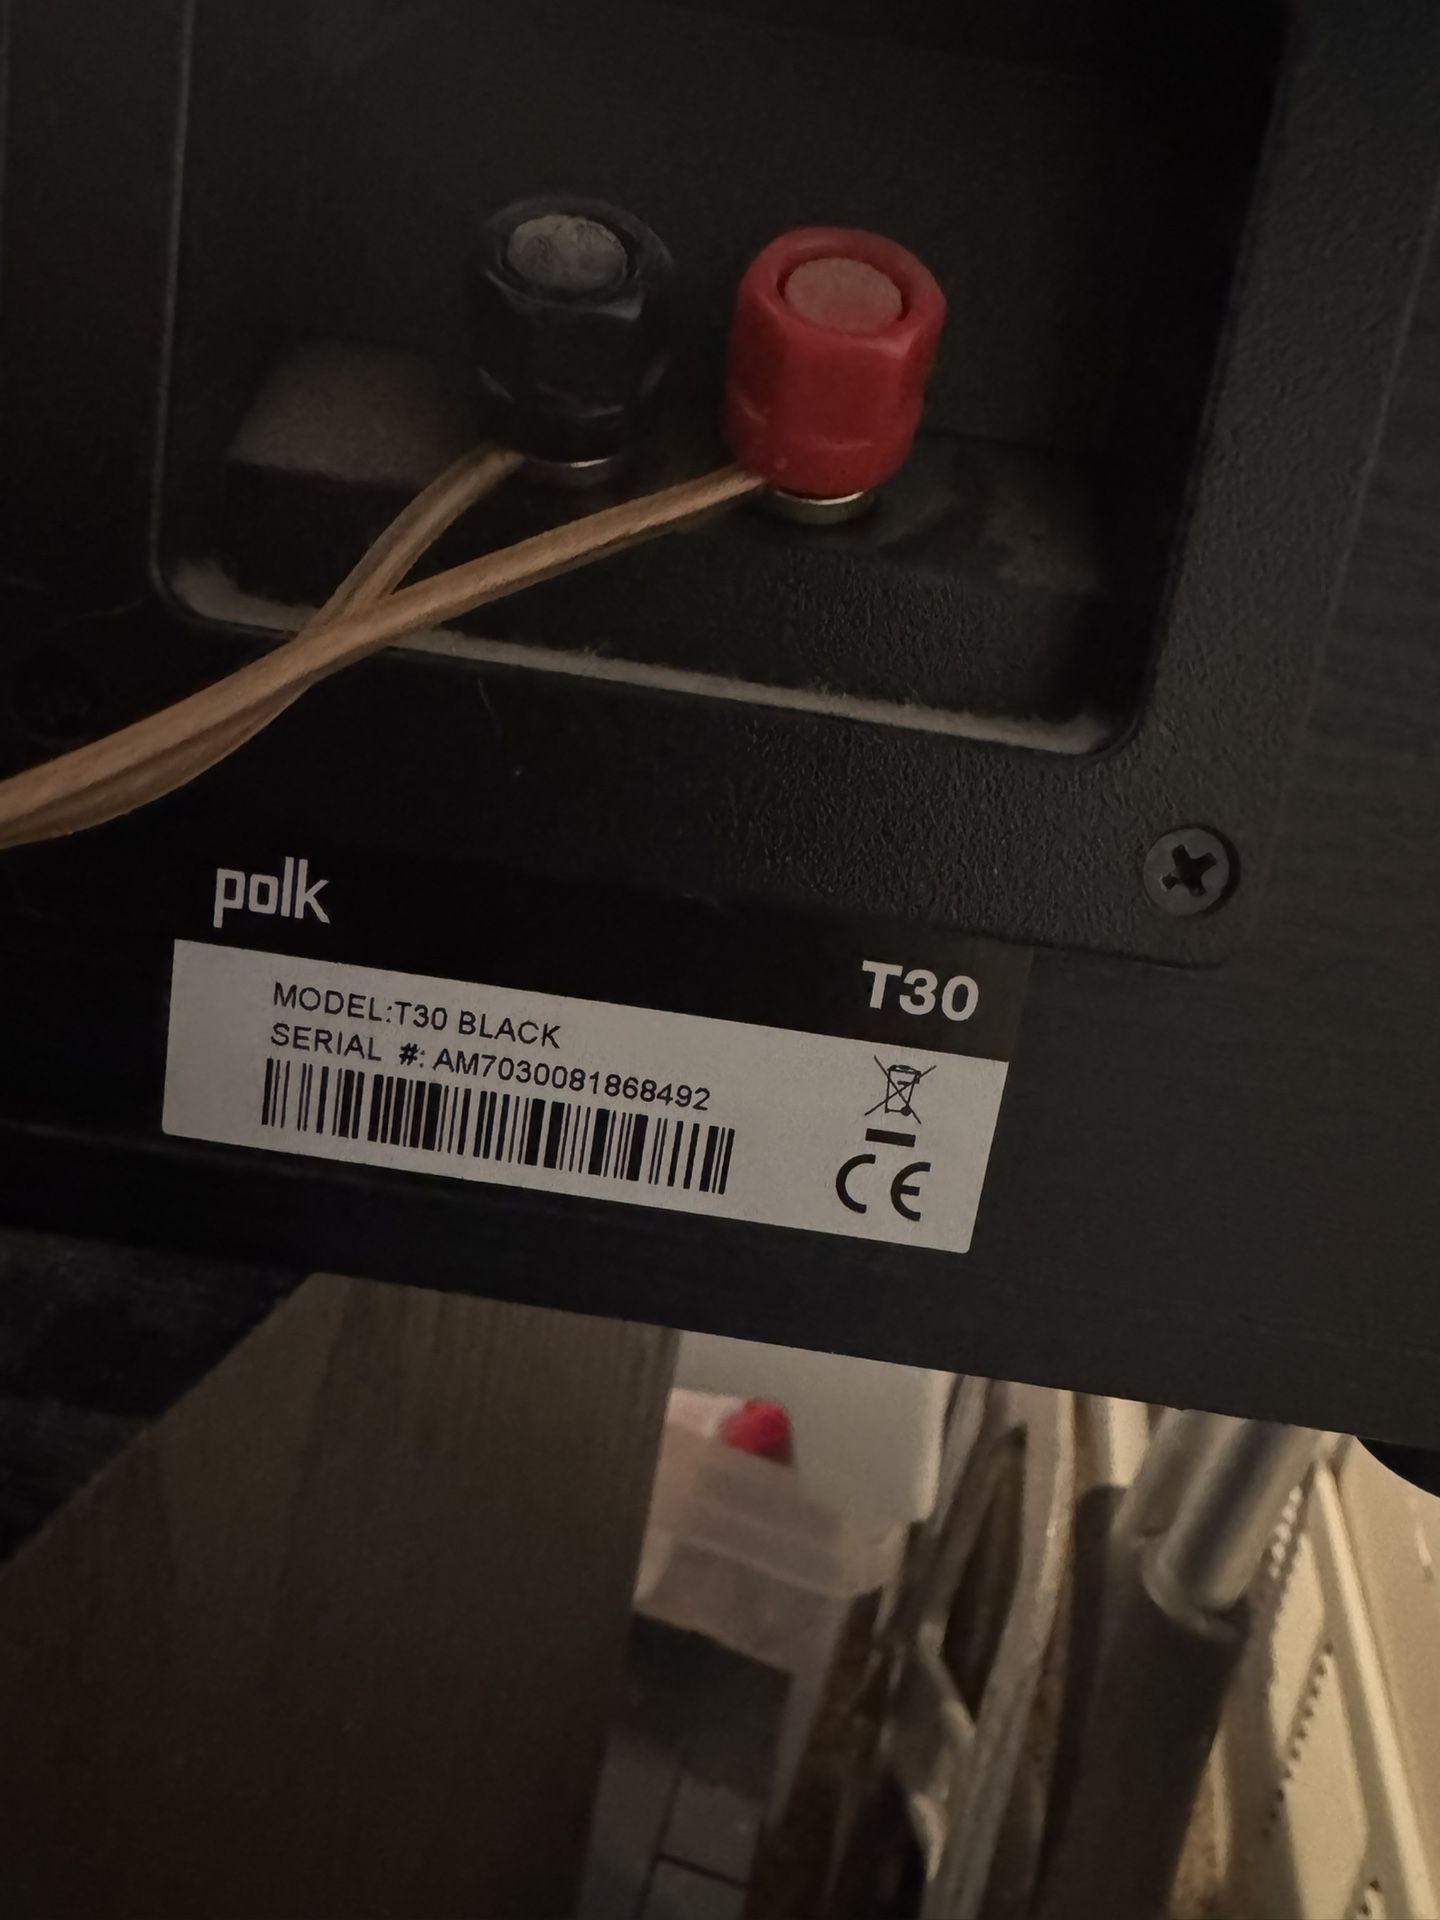 polk
T30
MODEL:T30 BLACK
SERIAL #: AM7030081868492
CE